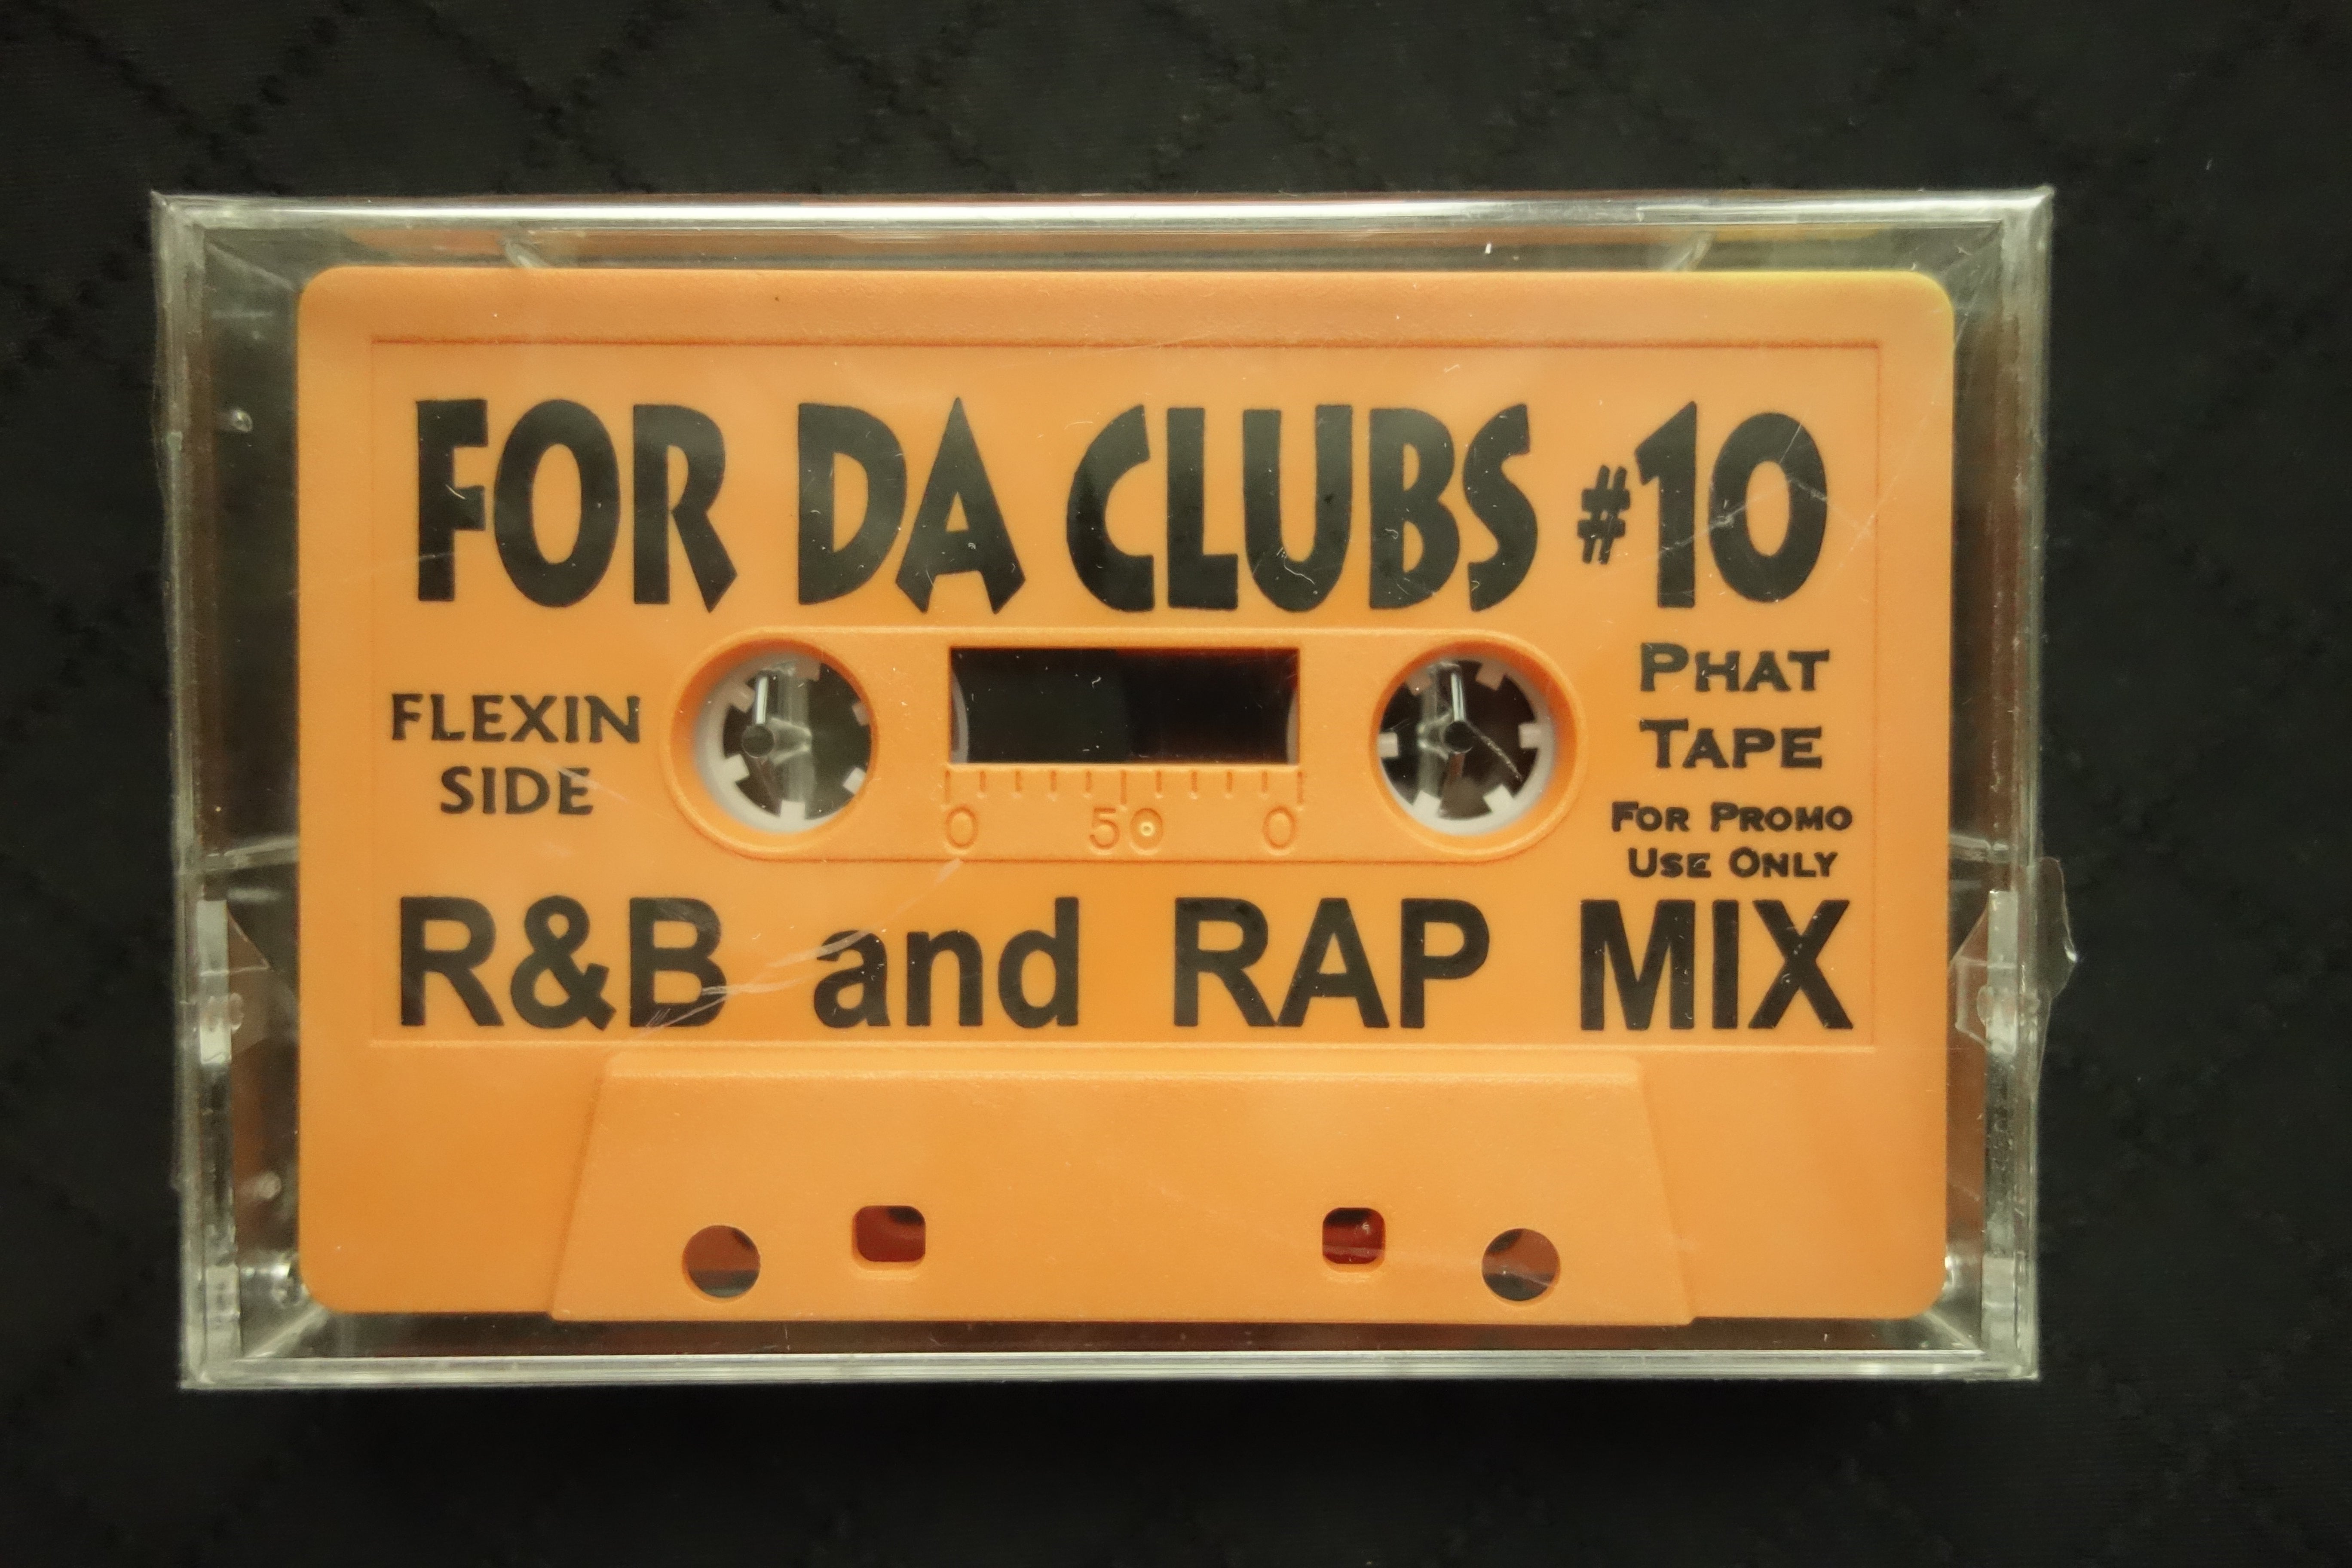 FOR DA CLUBS #10
FLEXIN
SIDE
0 50 0
PHAT
TAPE
FOR PROMO
USE ONLY
R&B and RAP MIX